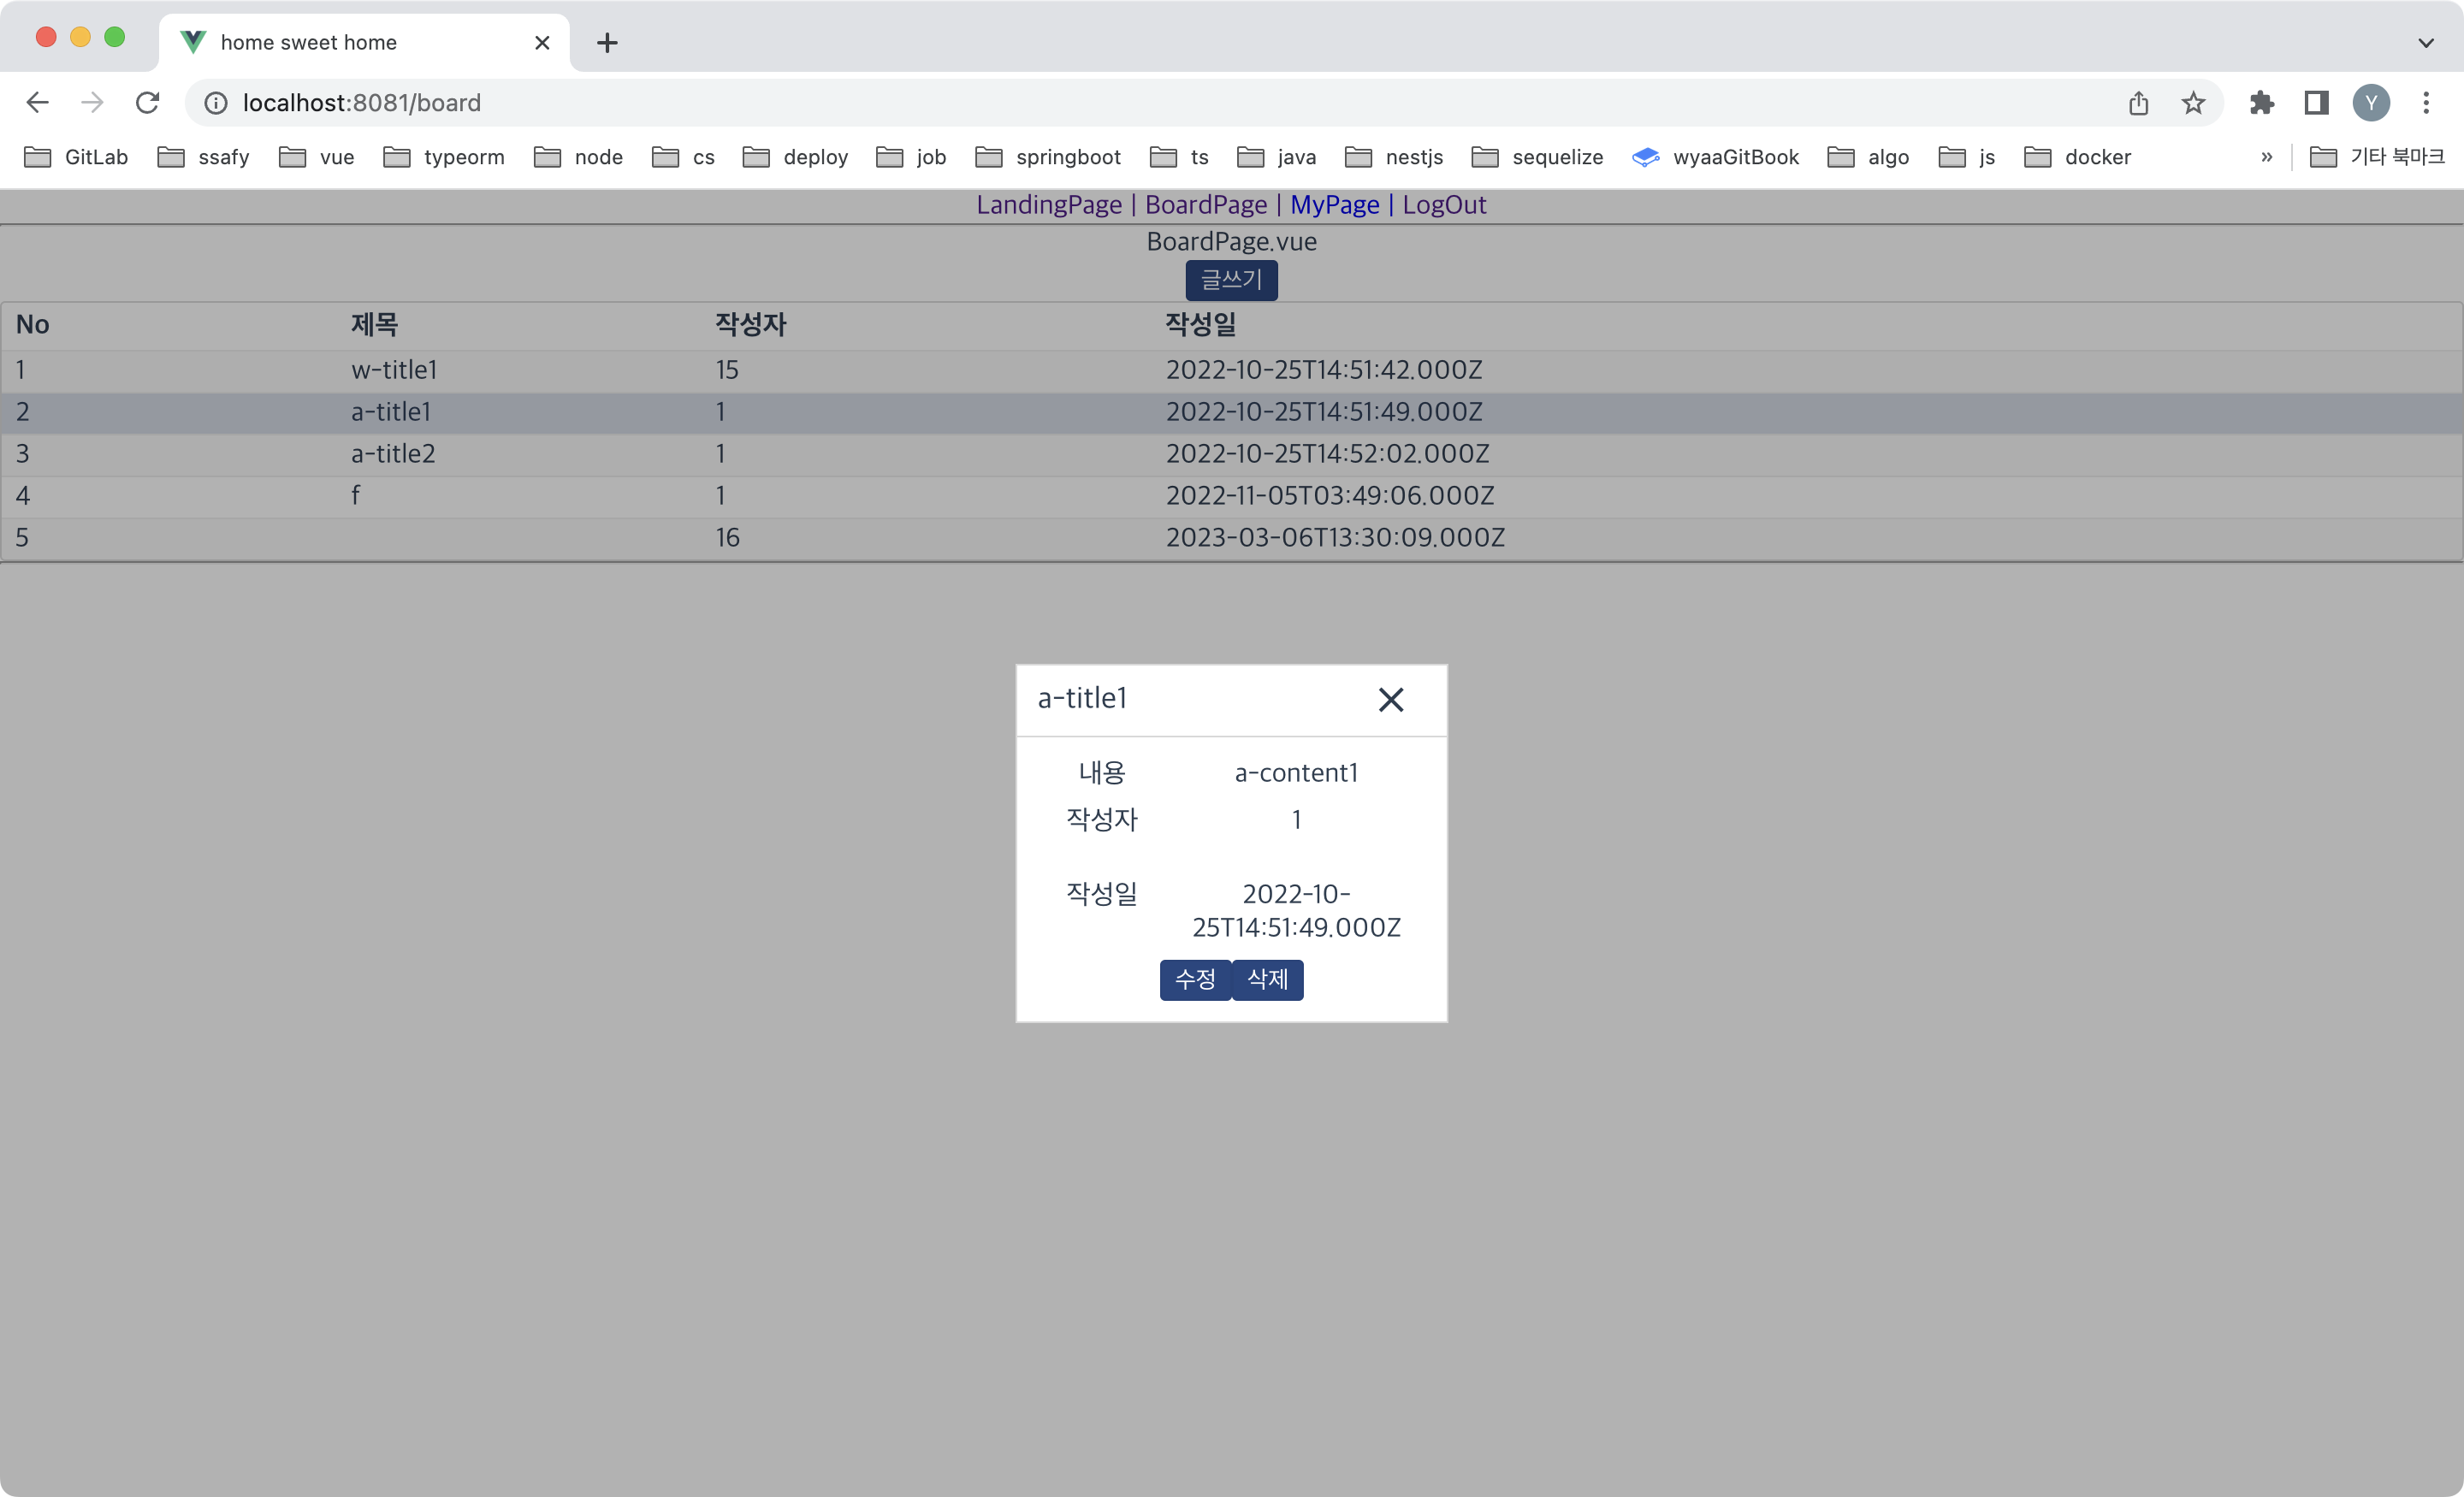 home sweet home
localhost:8081/board
Y
GitLab ssafy vue typeorm node cs deploy job springboot ts java nestjs sequelize wyaaGitBook algo js docker » 기타 북마크
LandingPage | BoardPage | MyPage | LogOut
BoardPage.vue
글쓰기
No 제목 작성자 작성일
1 w-title1 15 2022-10-25T14:51:42.000Z
2 a-title1 1 2022-10-25T14:51:49.000Z
3 a-title2 1 2022-10-25T14:52:02.000Z
4 f 1 2022-11-05T03:49:06.000Z
5 16 2023-03-06T13:30:09.000Z
a-title1
내용 a-content1
작성자 1
작성일 2022-10-
25T14:51:49.000Z
수정 삭제